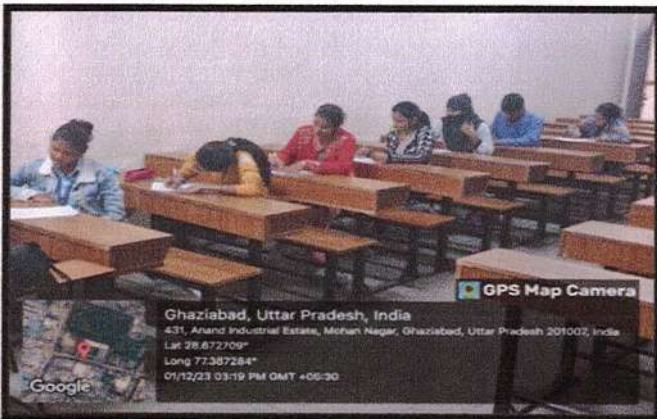 GPS Map Camera
Ghaziabad, Uttar Pradesh, India
431, Anand Industrial Estate, Mohan Nagar, Ghaziabad, Uttar Pradesh 201007, India
Lat 28.672709°
Long 77.387284°
01/12/23 03:19 PM GMT +05:30
Google